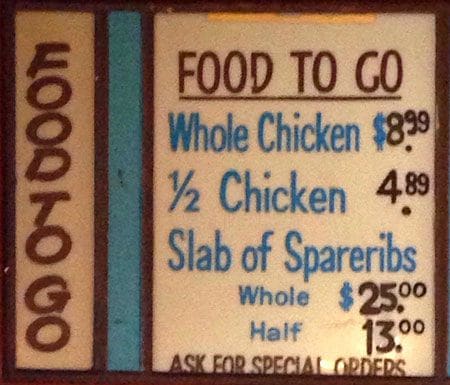 FOOD TO GO
FOOD TO GO
Whole Chicken $8.99
½ Chicken 4.89
Slab of Spareribs
Whole $25.00
Half 13.00
ASK FOR SPECIAL ORDERS